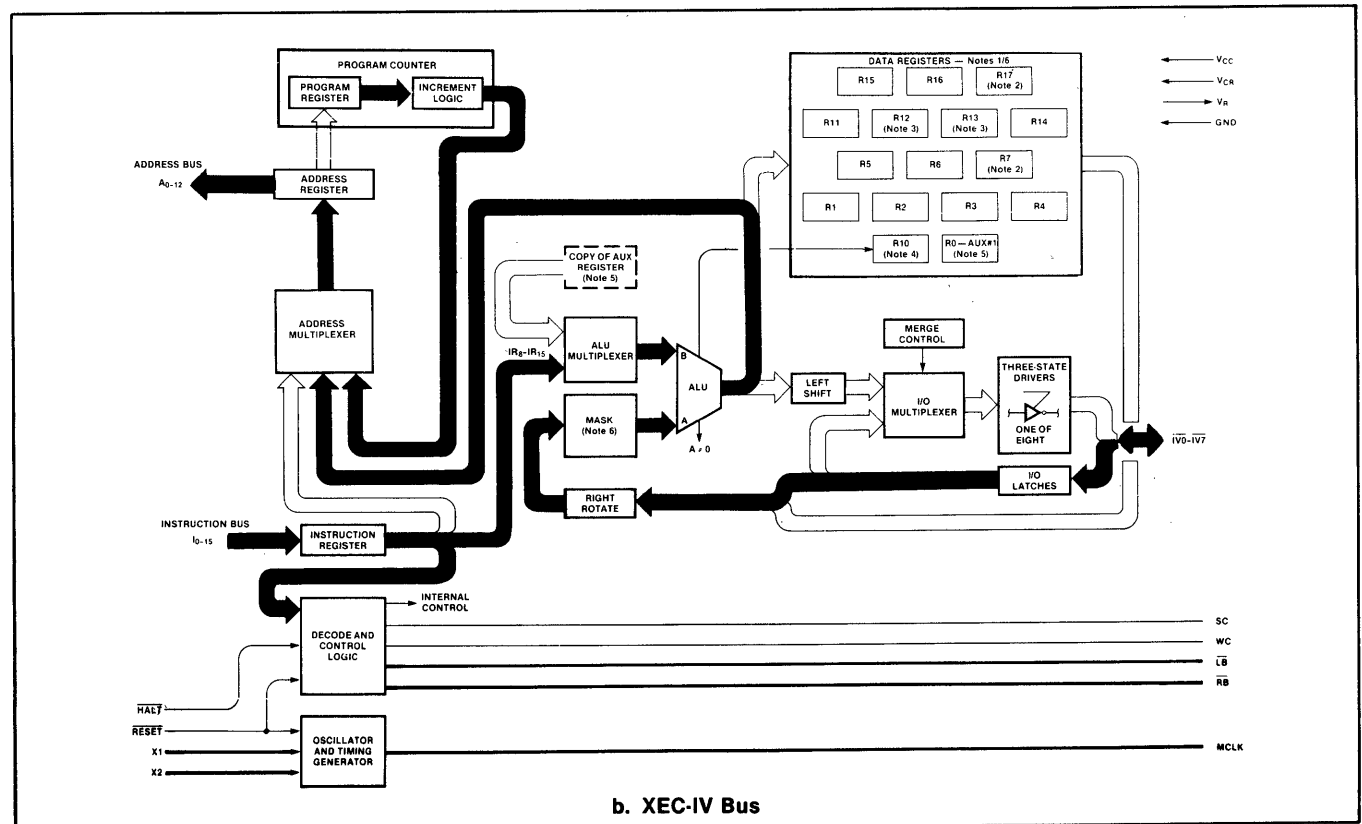 PROGRAM COUNTER
PROGRAM
REGISTER
INCREMENT
LOGIC
ADDRESS BUS
A0-12
ADDRESS
REGISTER
ADDRESS
MULTIPLEXER
COPY OF AUX
REGISTER
(Note 5)
IR8-IR15
ALU
MULTIPLEXER
MASK
(Note 6)
B
ALU
A
A ≠ 0
RIGHT
ROTATE
DATA REGISTERS — Notes 1/6
R15
R16
R17
(Note 2)
R11
R12
(Note 3)
R13
(Note 3)
R14
R5
R6
R7
(Note 2)
R1
R2
R3
R4
R10
(Note 4)
R0—AUX#1
(Note 5)
VCC
VCR
VR
GND
MERGE
CONTROL
LEFT
SHIFT
I/O
MULTIPLEXER
THREE-STATE
DRIVERS
ONE OF
EIGHT
IV0-IV7
I/O
LATCHES
INSTRUCTION BUS
I0-15
INSTRUCTION
REGISTER
INTERNAL
CONTROL
DECODE AND
CONTROL
LOGIC
SC
WC
LB
RB
HALT
RESET
X1
X2
OSCILLATOR
AND TIMING
GENERATOR
MCLK
b. XEC-IV Bus